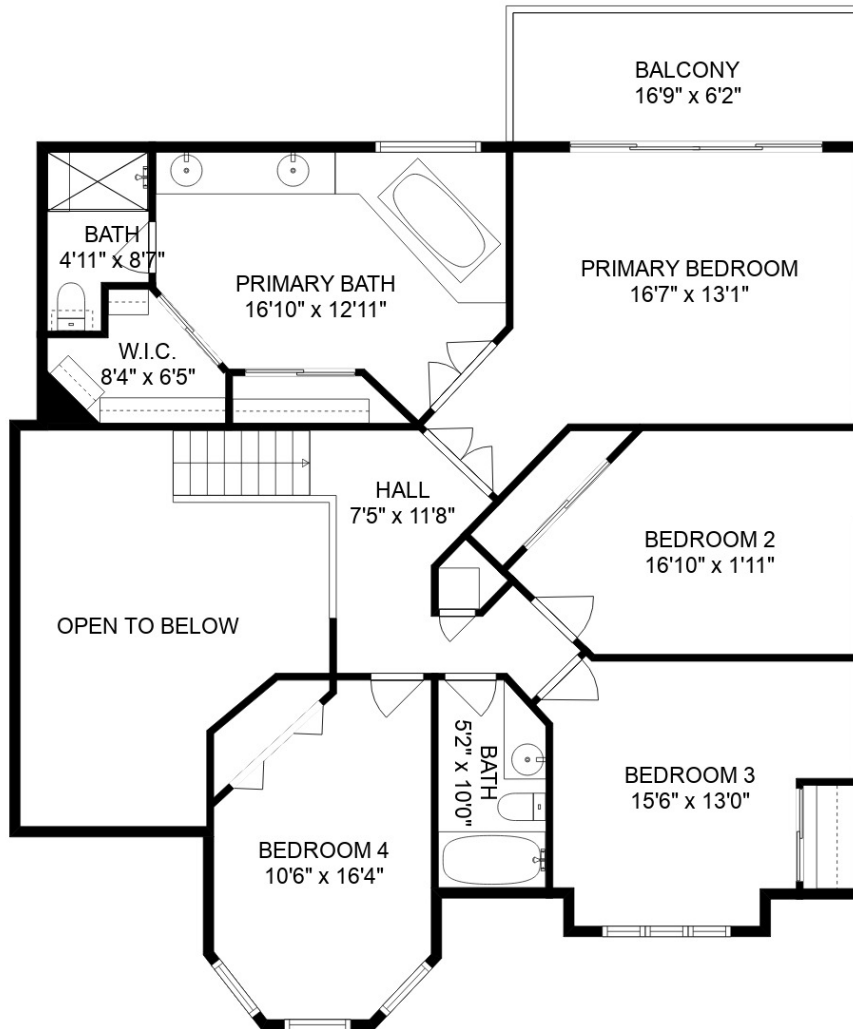 BALCONY
16'9" x 6'2"
BATH
4'11" x 8'7"
PRIMARY BATH
16'10" x 12'11"
PRIMARY BEDROOM
16'7" x 13'1"
W.I.C.
8'4" x 6'5"
HALL
7'5" x 11'8"
BEDROOM 2
16'10" x 1'11"
OPEN TO BELOW
BATH
5'2" x 10'0"
BEDROOM 3
15'6" x 13'0"
BEDROOM 4
10'6" x 16'4"